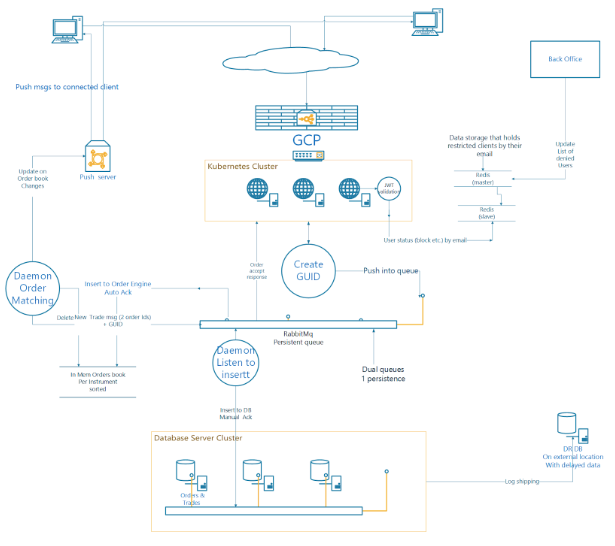 Back Office
Push msgs to connected client
GCP
Data storage that holds
restricted clients by their
email
Update
List of
denied
Users
Kubernetes Cluster
Push server
Update on
Order book
Changes
JWT
validation
Redis
(master)
Redis
(slave)
User status (block etc.) by email
Order
accept
response
Create
GUID
Push into queue
Daemon
Order
Matching
Insert to Order Engine
Auto Ack
Delete
New Trade msg (2 order ids)
+ GUID
RabbitMq
Persistent queue
Daemon
Listen to
insertt
Dual queues
1 persistence
In Mem Orders book
Per Instrument
sorted
Insert to DB
Manual Ack
Database Server Cluster
Orders &
Trades
DR DB
On external location
With delayed data
Log shipping